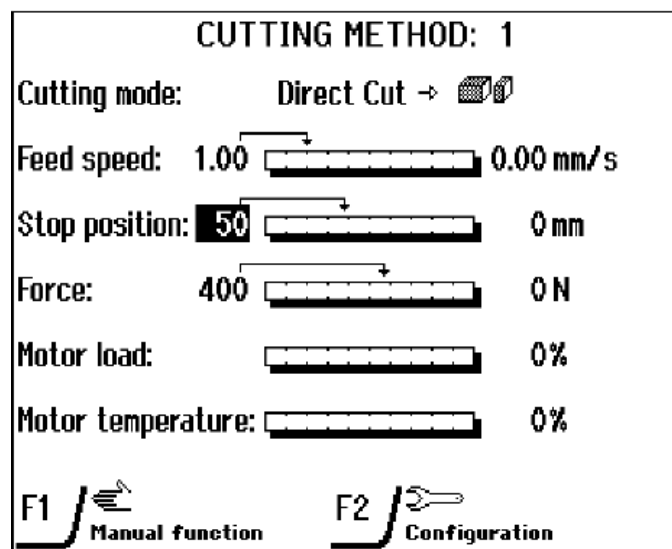 CUTTING METHOD: 1
Cutting mode: Direct Cut →
Feed speed: 1.00 0.00 mm/s
Stop position: 50 0 mm
Force: 400 0 N
Motor load: 0%
Motor temperature: 0%
F1 Manual function F2 Configuration